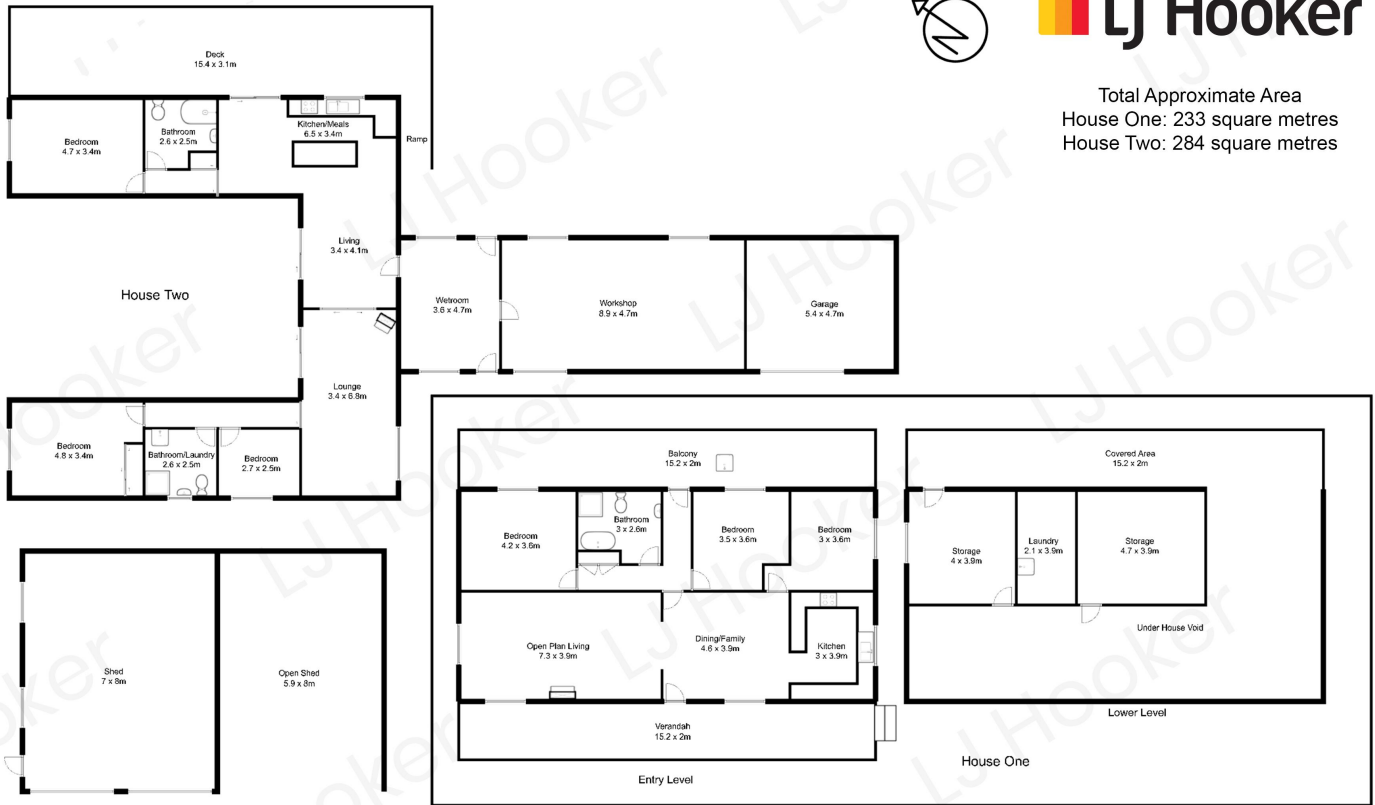 LJ Hooker
Total Approximate Area
House One: 233 square metres
House Two: 284 square metres
N
Deck
15.4 x 3.1m
Bedroom
4.7 x 3.4m
Bathroom
2.6 x 2.5m
Kitchen/Meals
6.5 x 3.4m
Ramp
Living
3.4 x 4.1m
House Two
Wetroom
3.6 x 4.7m
Workshop
8.9 x 4.7m
Garage
5.4 x 4.7m
Lounge
3.4 x 6.8m
Bedroom
4.8 x 3.4m
Bathroom/Laundry
2.6 x 2.5m
Bedroom
2.7 x 2.5m
Shed
7 x 8m
Open Shed
5.9 x 8m
Balcony
15.2 x 2m
Bedroom
4.2 x 3.6m
Bathroom
3 x 2.6m
Bedroom
3.5 x 3.6m
Bedroom
3 x 3.6m
Open Plan Living
7.3 x 3.9m
Dining/Family
4.6 x 3.9m
Kitchen
3 x 3.9m
Verandah
15.2 x 2m
Entry Level
Covered Area
15.2 x 2m
Storage
4 x 3.9m
Laundry
2.1 x 3.9m
Storage
4.7 x 3.9m
Under House Void
Lower Level
House One